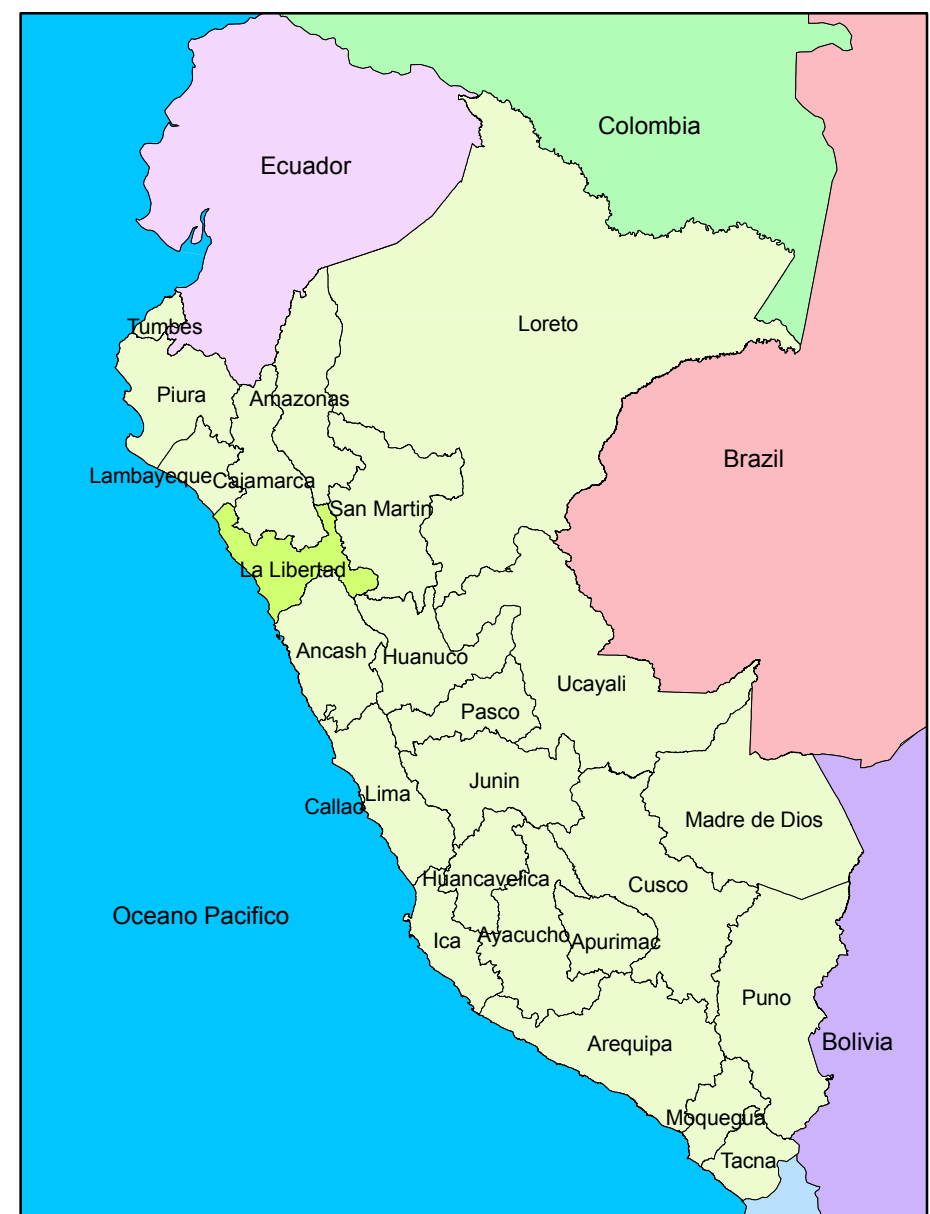 Colombia
Ecuador
Loreto
Tumbes
Piura
Amazonas
Brazil
Lambayeque
Cajamarca
San Martin
La Libertad
Ancash
Huanuco
Ucayali
Pasco
Junin
Lima
Callao
Madre de Dios
Huancavelica
Cusco
Oceano Pacifico
Ica
Ayacucho
Apurimac
Puno
Arequipa
Bolivia
Moquegua
Tacna